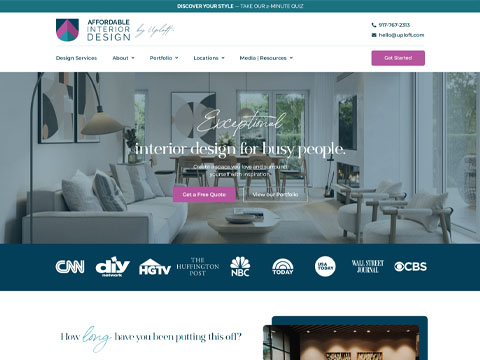 DISCOVER YOUR STYLE — TAKE OUR 2-MINUTE QUIZ
AFFORDABLE
INTERIOR
DESIGN
by Uploft
917-767-2313
hello@uploft.com
Design Services
About
Portfolio
Locations
Media | Resources
Get Started
Exceptional
interior design for busy people.
Create a space you love and surround
yourself with inspiration.
Get a Free Quote
View our Portfolio
CNN
diy
network
HGTV
THE
HUFFINGTON
POST
NBC
TODAY
USA
TODAY
WALL STREET
JOURNAL
CBS
How long have you been putting this off?